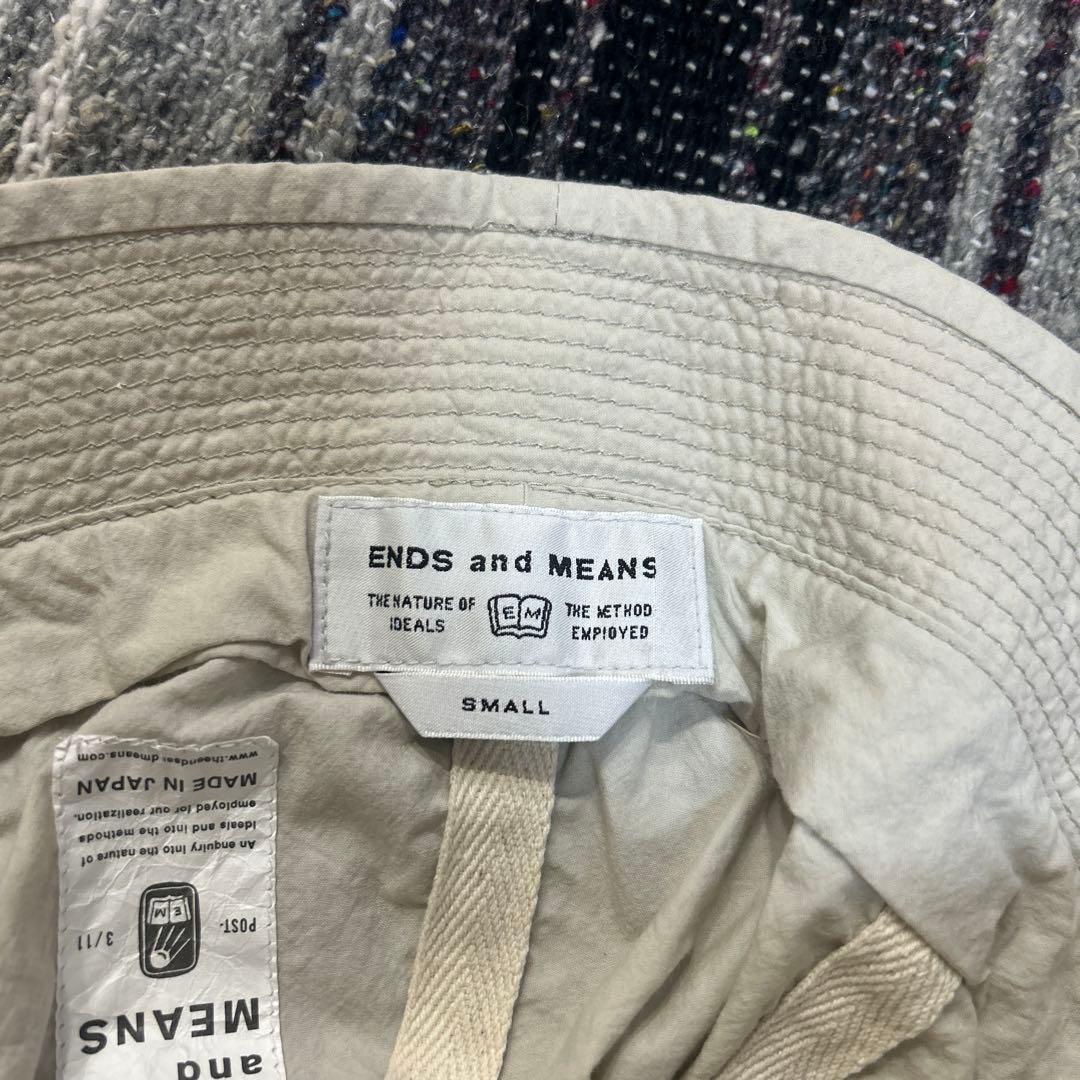 ENDS and MEANS
THE NATURE OF
IDEALS
E M
THE METHOD
EMPLOYED
SMALL
and
MEANS
POST-
3/11
E M
An enquiry into the nature of
ideals and into the methods
employed for our realization.
MADE IN JAPAN
www.theendsandmeans.com